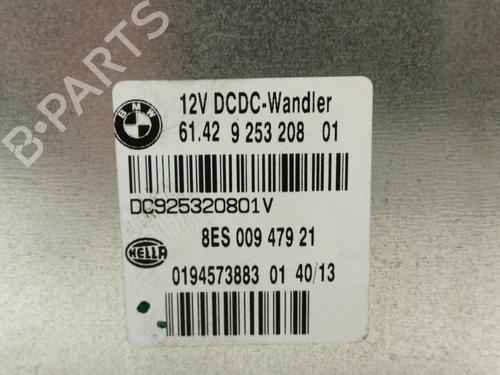 BMW
12V DCDC-Wandler
61.42 9 253 208 01
DC925320801V
8ES 009 479 21
HELLA
0194573883 01 40/13
B-PARTS